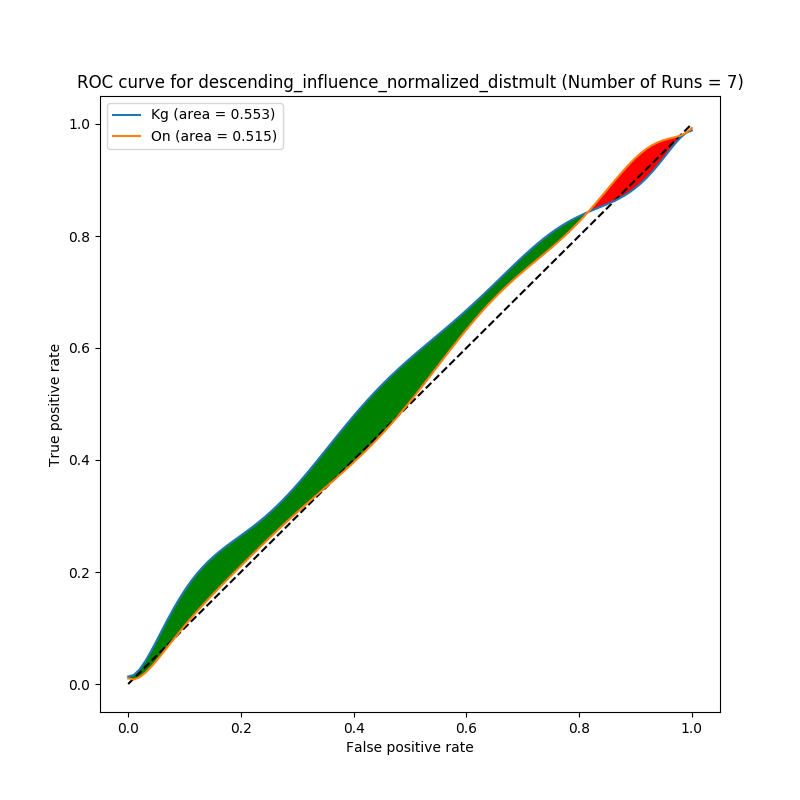 ROC curve for descending_influence_normalized_distmult (Number of Runs = 7)
Kg (area = 0.553)
On (area = 0.515)
1.0
0.8
0.6
0.4
0.2
0.0
True positive rate
0.0 0.2 0.4 0.6 0.8 1.0
False positive rate